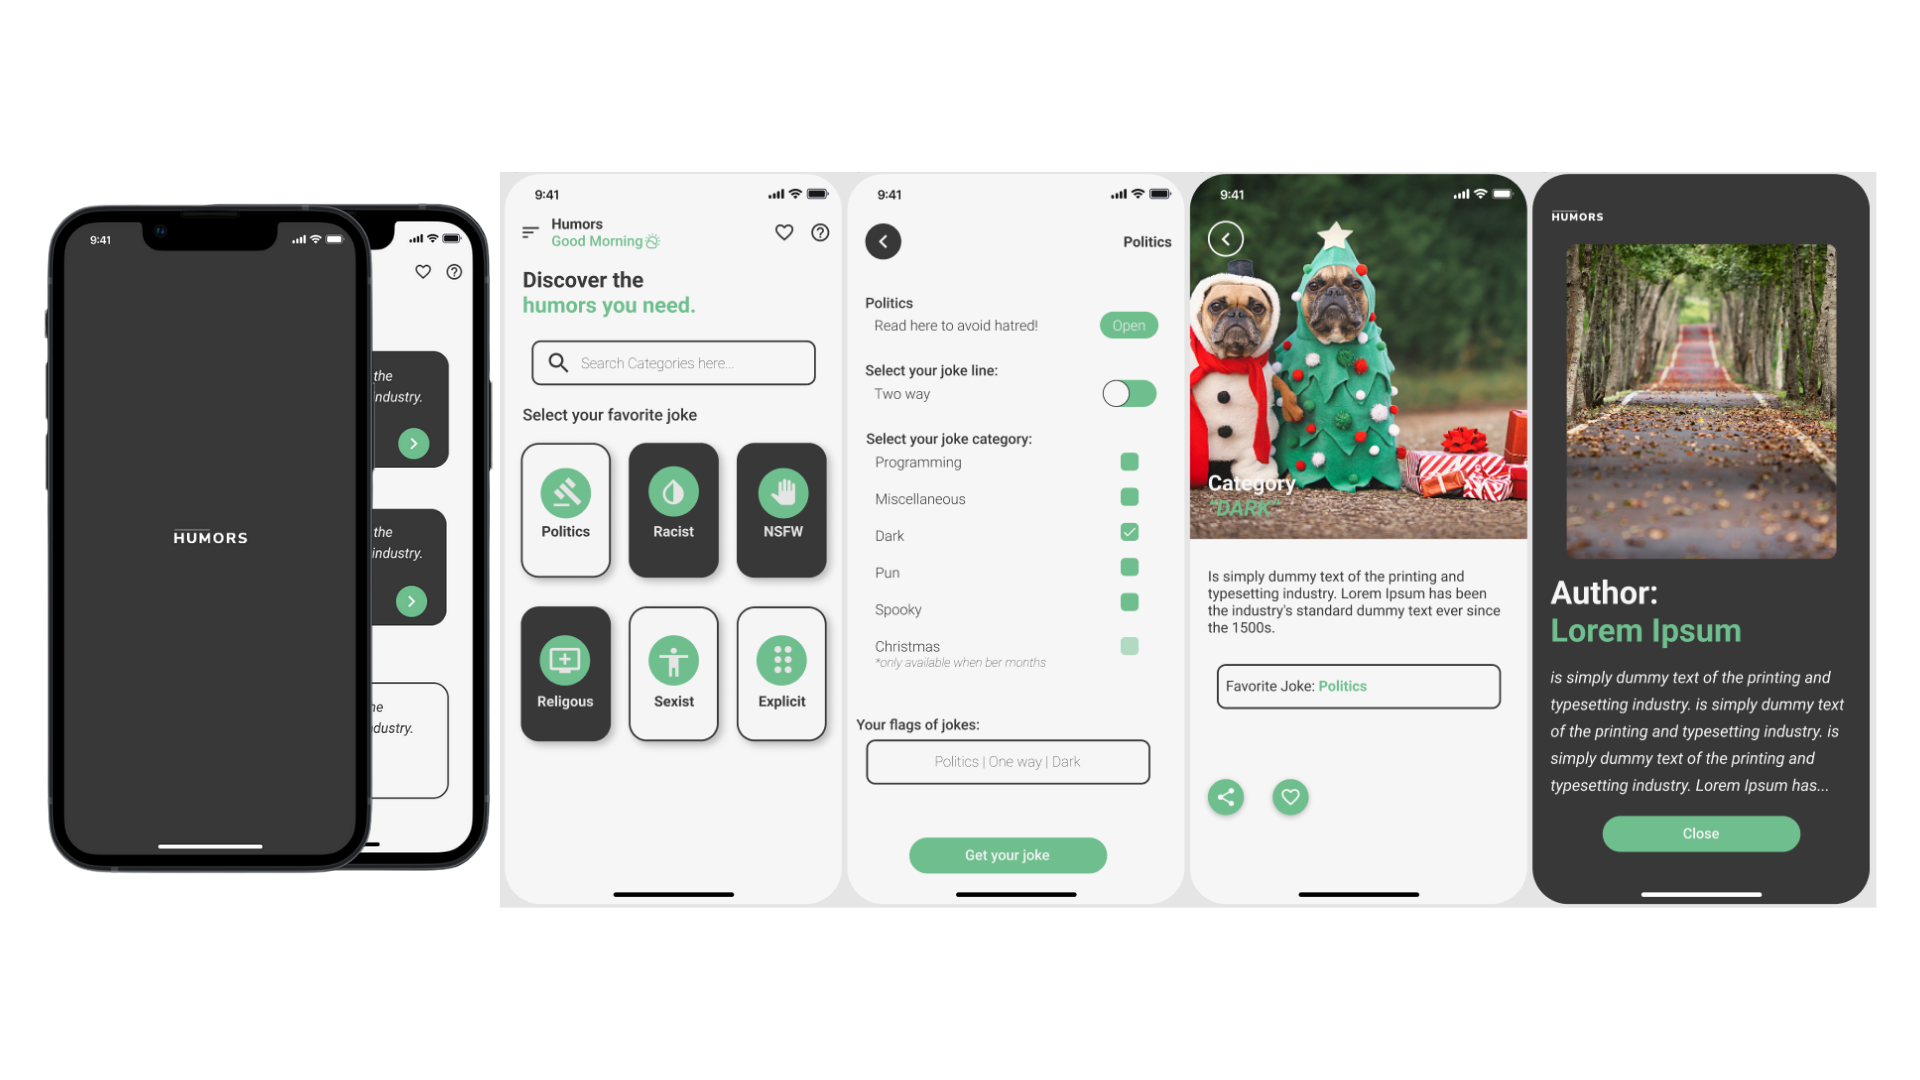 9:41
HUMORS
the
ndustry.
the
industry.
ne
dustry.
9:41
Humors
Good Morning
Discover the
humors you need.
Search Categories here...
Select your favorite joke
Politics
Racist
NSFW
Religous
Sexist
Explicit
9:41
Politics
Politics
Read here to avoid hatred!
Open
Select your joke line:
Two way
Select your joke category:
Programming
Miscellaneous
Dark
Pun
Spooky
Christmas
*only available when ber months
Your flags of jokes:
Politics | One way | Dark
Get your joke
9:41
Category
"DARK"
Is simply dummy text of the printing and
typesetting industry. Lorem Ipsum has been
the industry's standard dummy text ever since
the 1500s.
Favorite Joke: Politics
HUMORS
Author:
Lorem Ipsum
is simply dummy text of the printing and
typesetting industry. is simply dummy text
of the printing and typesetting industry. is
simply dummy text of the printing and
typesetting industry. Lorem Ipsum has...
Close